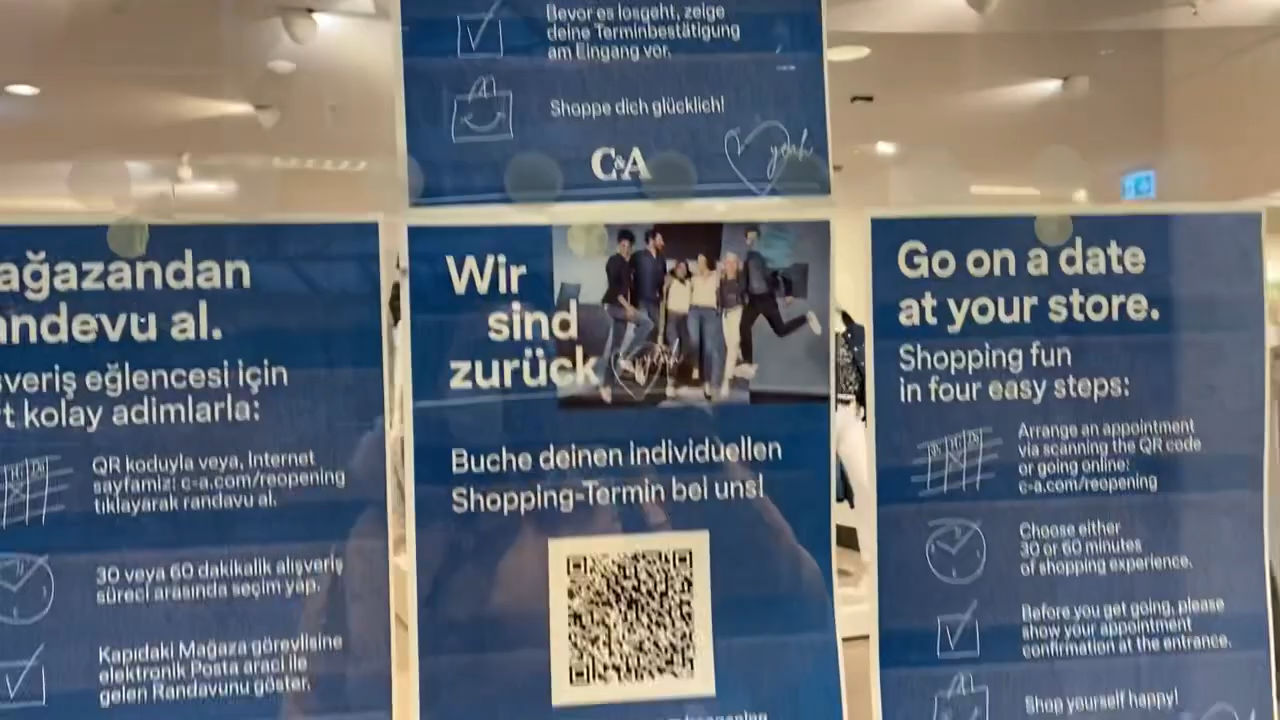 Bevor es losgeht, zeige
deine Terminbestätigung
am Eingang vor.
Shoppe dich glücklich!
C&A
yeah
ağazandan
andevu al.
şveriş eğlencesi için
t kolay adimlarla:
QR koduyla veya, Internet
sayfamiz: c-a.com/reopening
tıklayarak randavu al.
30 veya 60 dakikalik alışveriş
süreci arasında seçim yap.
Kapıdaki Mağaza görevlisine
elektronik Posta araci ile
gelen Randavunu göster.
Wir
sind
zurück
yeah
Buche deinen individuellen
Shopping-Termin bei uns!
Go on a date
at your store.
Shopping fun
in four easy steps:
Arrange an appointment
via scanning the QR code
or going online:
c-a.com/reopening
Choose either
30 or 60 minutes
of shopping experience.
Before you get going, please
show your appointment
confirmation at the entrance.
Shop yourself happy!